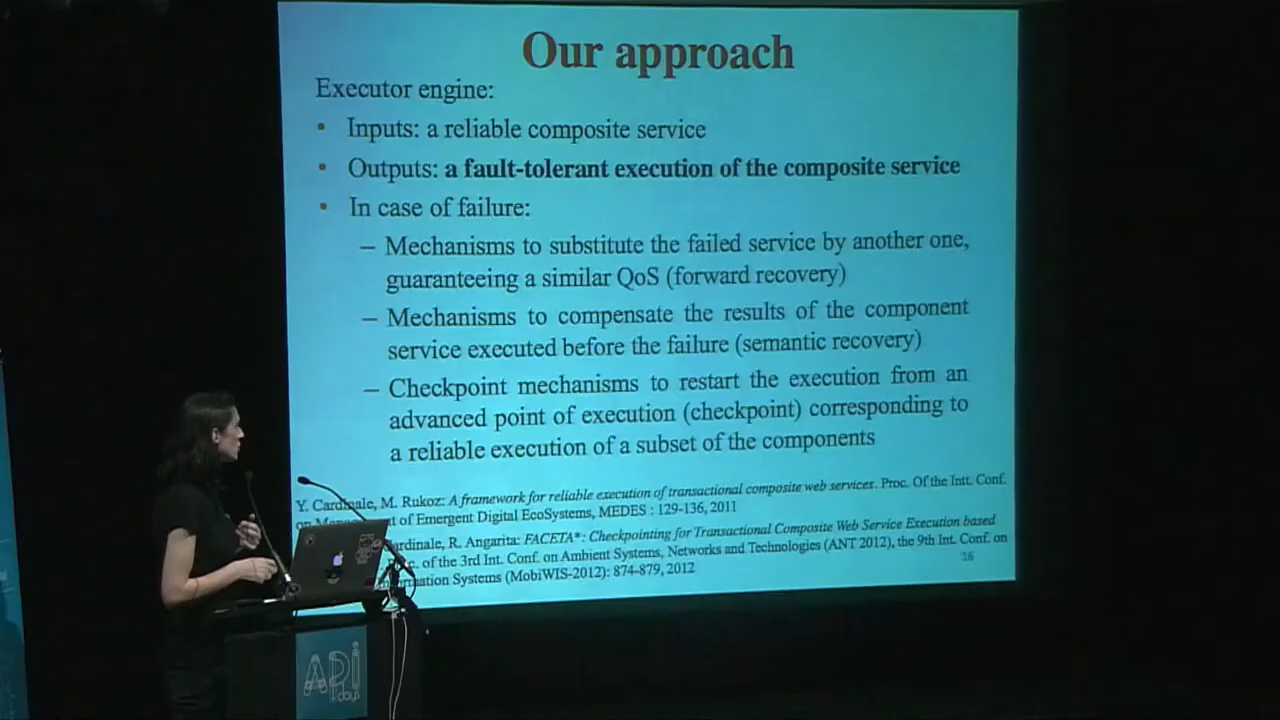 Our approach
Executor engine:
• Inputs: a reliable composite service
• Outputs: a fault-tolerant execution of the composite service
• In case of failure:
– Mechanisms to substitute the failed service by another one,
guaranteeing a similar QoS (forward recovery)
– Mechanisms to compensate the results of the component
service executed before the failure (semantic recovery)
– Checkpoint mechanisms to restart the execution from an
advanced point of execution (checkpoint) corresponding to
a reliable execution of a subset of the components
Y. Cardinale, M. Rukoz: A framework for reliable execution of transactional composite web services. Proc. Of the Intt. Conf.
of Emergent Digital EcoSystems, MEDES : 129-136, 2011
R. Angarita: FACETA*: Checkpointing for Transactional Composite Web Service Execution based
of the 3rd Int. Conf. on Ambient Systems, Networks and Technologies (ANT 2012), the 9th Int. Conf. on
Systems (MobiWIS-2012): 874-879, 2012
16
API
days